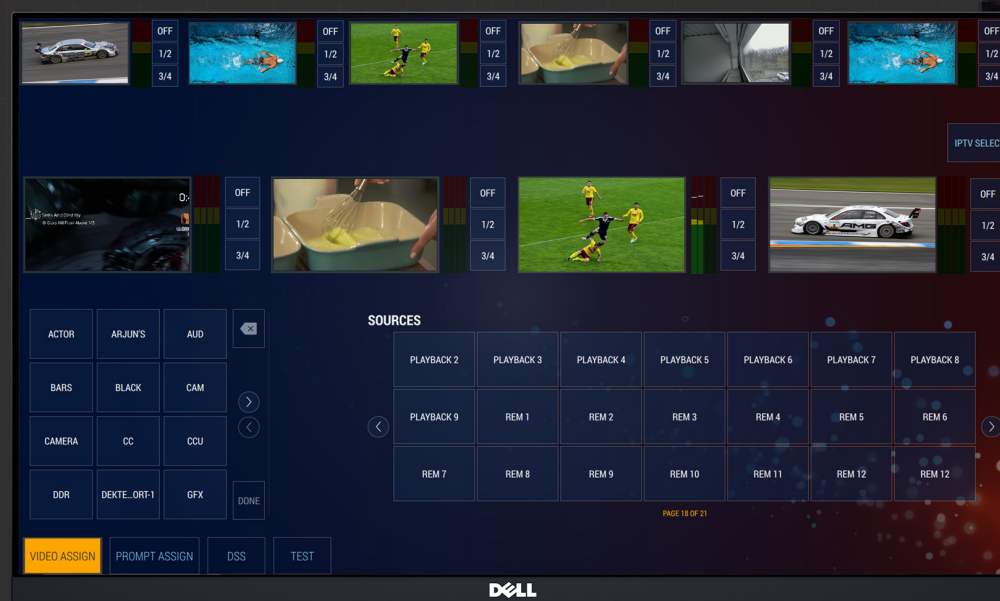 OFF
1/2
3/4
OFF
1/2
3/4
OFF
1/2
3/4
OFF
1/2
3/4
OFF
1/2
3/4
OFF
1/2
3/4
IPTV SELEC
OFF
1/2
3/4
OFF
1/2
3/4
OFF
1/2
3/4
OFF
1/2
3/4
0:
AMG
ACTOR
ARJUN'S
AUD
BARS
BLACK
CAM
CAMERA
CC
CCU
DDR
DEKTE...ORT-1
GFX
DONE
SOURCES
PLAYBACK 2
PLAYBACK 3
PLAYBACK 4
PLAYBACK 5
PLAYBACK 6
PLAYBACK 7
PLAYBACK 8
PLAYBACK 9
REM 1
REM 2
REM 3
REM 4
REM 5
REM 6
REM 7
REM 8
REM 9
REM 10
REM 11
REM 12
REM 12
PAGE 18 OF 21
VIDEO ASSIGN
PROMPT ASSIGN
DSS
TEST
DELL